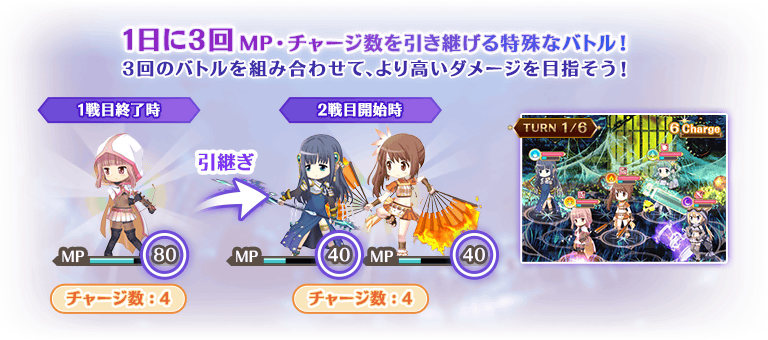 1日に3回 MP・チャージ数を引き継げる特殊なバトル！
3回のバトルを組み合わせて、より高いダメージを目指そう！
1戦目終了時
2戦目開始時
引継ぎ
MP 80
MP 40
MP 40
チャージ数：4
チャージ数：4
TURN 1/6
6 Charge